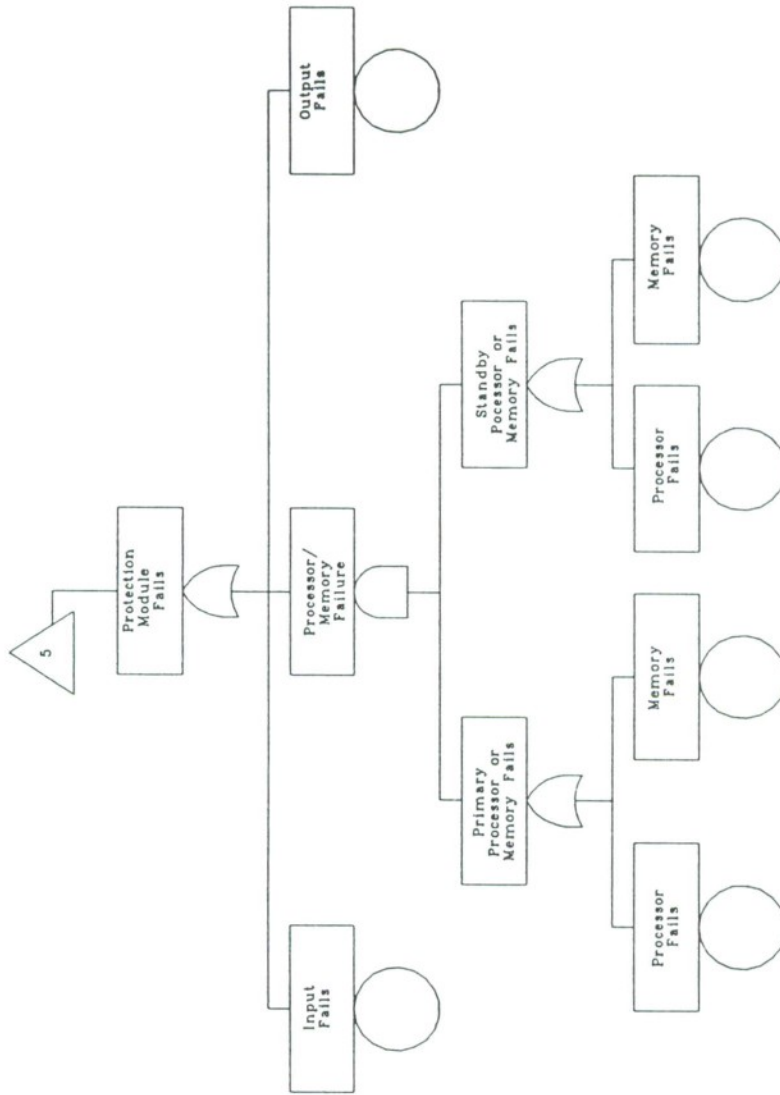 5
Protection
Module
Fails
Input
Fails
Processor/
Memory
Failure
Output
Fails
Primary
Processor or
Memory Fails
Standby
Pocessor or
Memory Fails
Processor
Fails
Memory
Fails
Processor
Fails
Memory
Fails